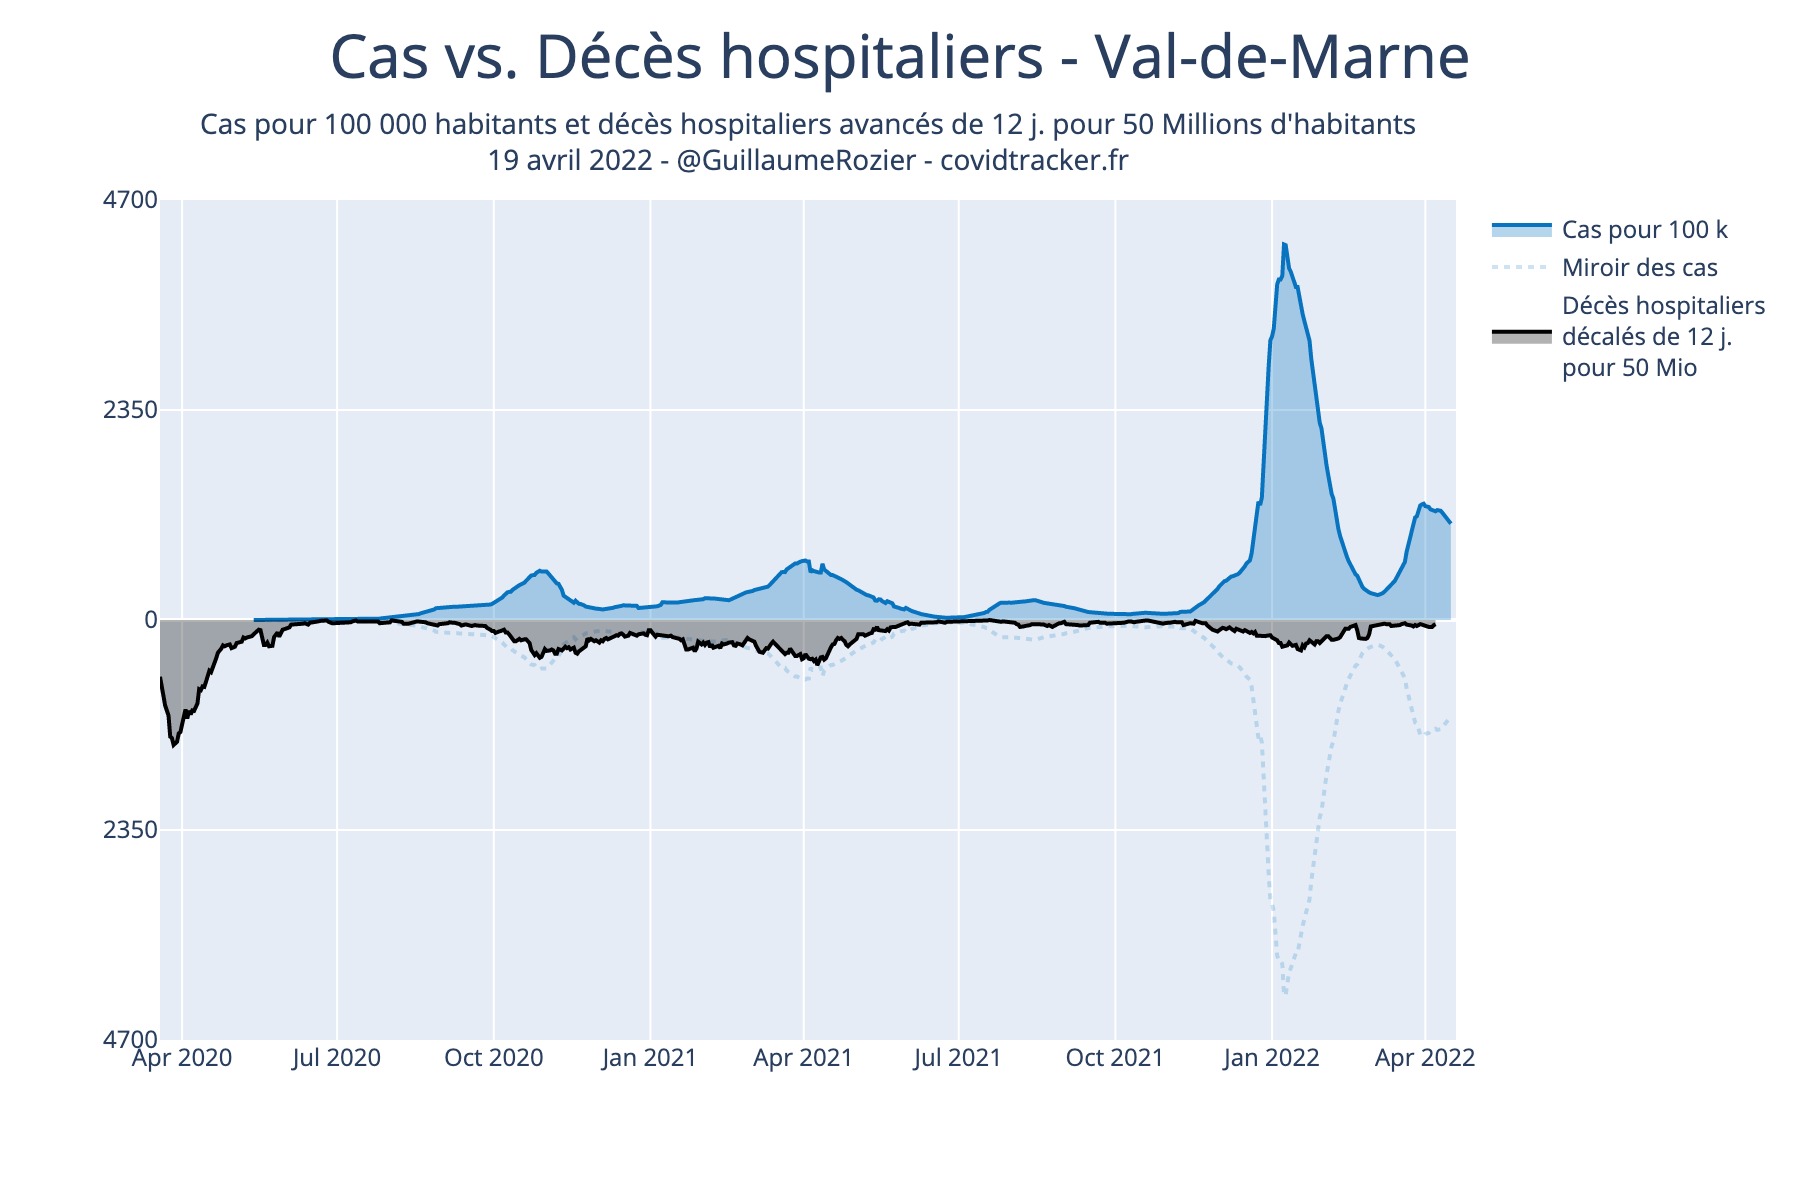 Cas vs. Décès hospitaliers - Val-de-Marne
Cas pour 100 000 habitants et décès hospitaliers avancés de 12 j. pour 50 Millions d'habitants
19 avril 2022 - @GuillaumeRozier - covidtracker.fr
4700
2350
0
2350
4700
Apr 2020
Jul 2020
Oct 2020
Jan 2021
Apr 2021
Jul 2021
Oct 2021
Jan 2022
Apr 2022
Cas pour 100 k
Miroir des cas
Décès hospitaliers
décalés de 12 j.
pour 50 Mio